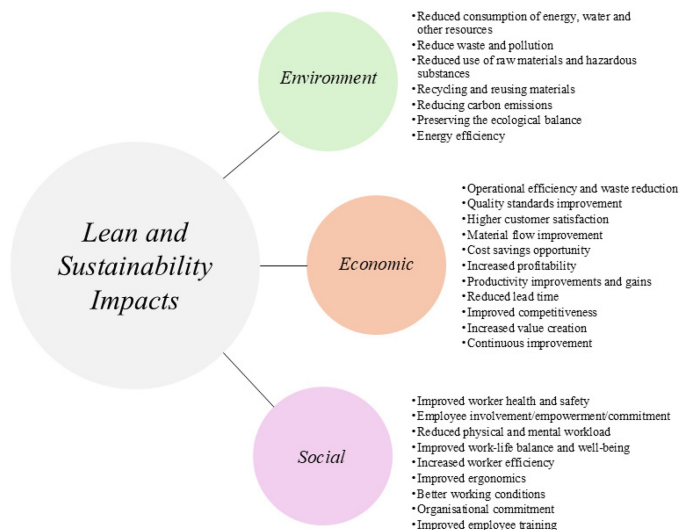 Lean and
Sustainability
Impacts
Environment
•Reduced consumption of energy, water and
other resources
•Reduce waste and pollution
•Reduced use of raw materials and hazardous
substances
•Recycling and reusing materials
•Reducing carbon emissions
•Preserving the ecological balance
•Energy efficiency
Economic
•Operational efficiency and waste reduction
•Quality standards improvement
•Higher customer satisfaction
•Material flow improvement
•Cost savings opportunity
•Increased profitability
•Productivity improvements and gains
•Reduced lead time
•Improved competitiveness
•Increased value creation
•Continuous improvement
Social
•Improved worker health and safety
•Employee involvement/empowerment/commitment
•Reduced physical and mental workload
•Improved work-life balance and well-being
•Increased worker efficiency
•Improved ergonomics
•Better working conditions
•Organisational commitment
•Improved employee training